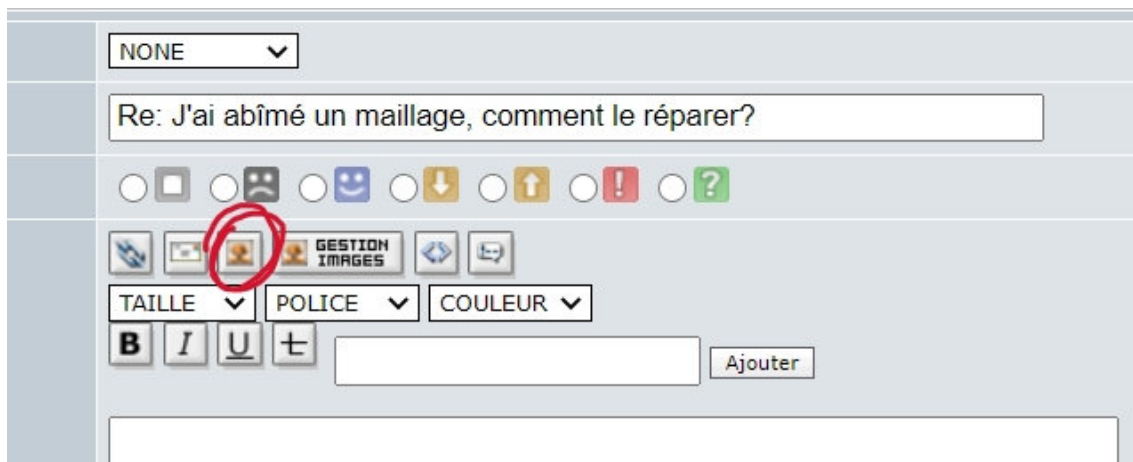 NONE
Re: J'ai abîmé un maillage, comment le réparer?
GESTION
IMAGES
TAILLE POLICE COULEUR
B I U t Ajouter